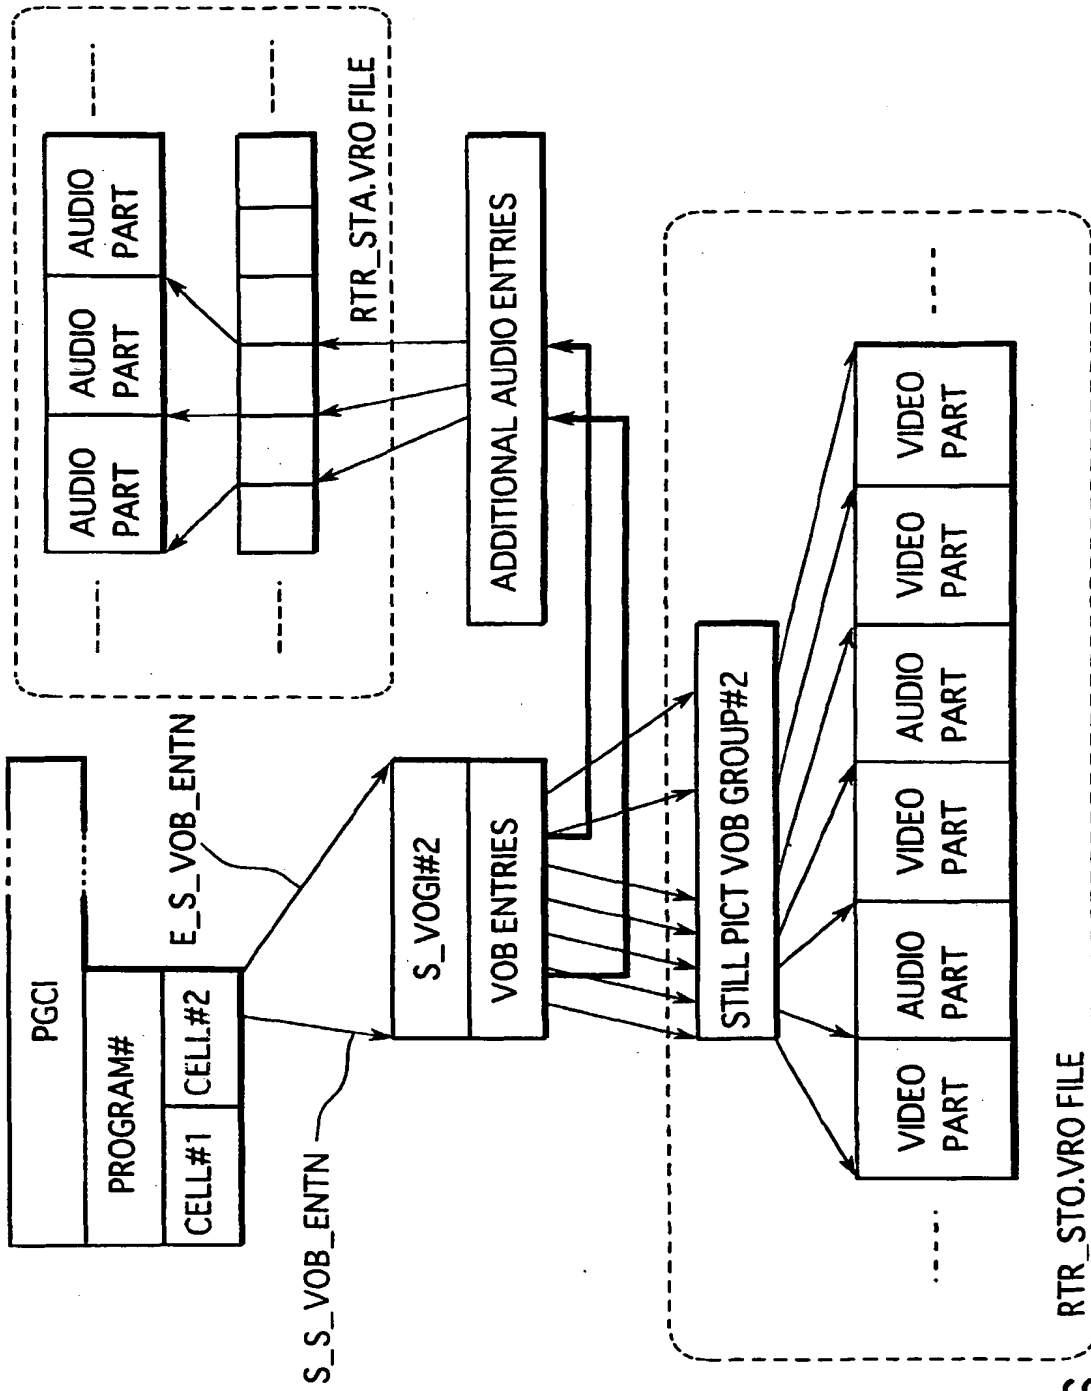 PGCI
PROGRAM#
CELL#1
CELL#2
S_S_VOB_ENTN
E_S_VOB_ENTN
S_VOGI#2
VOB ENTRIES
AUDIO
PART
AUDIO
PART
AUDIO
PART
RTR_STA.VRO FILE
ADDITIONAL AUDIO ENTRIES
STILL PICT VOB GROUP#2
VIDEO
PART
AUDIO
PART
VIDEO
PART
AUDIO
PART
VIDEO
PART
VIDEO
PART
RTR_STO.VRO FILE